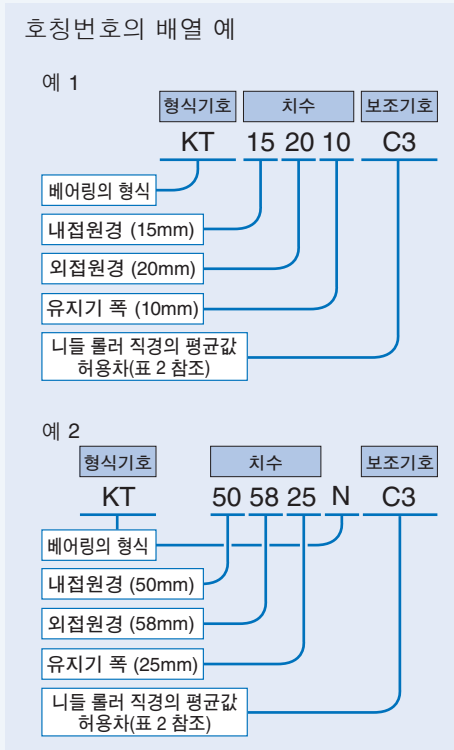 호칭번호의 배열 예
예 1
형식기호 치수 보조기호
KT 15 20 10 C3
베어링의 형식
내접원경 (15mm)
외접원경 (20mm)
유지기 폭 (10mm)
니들 롤러 직경의 평균값
허용차(표 2 참조)
예 2
형식기호 치수 보조기호
KT 50 58 25 N C3
베어링의 형식
내접원경 (50mm)
외접원경 (58mm)
유지기 폭 (25mm)
니들 롤러 직경의 평균값
허용차(표 2 참조)